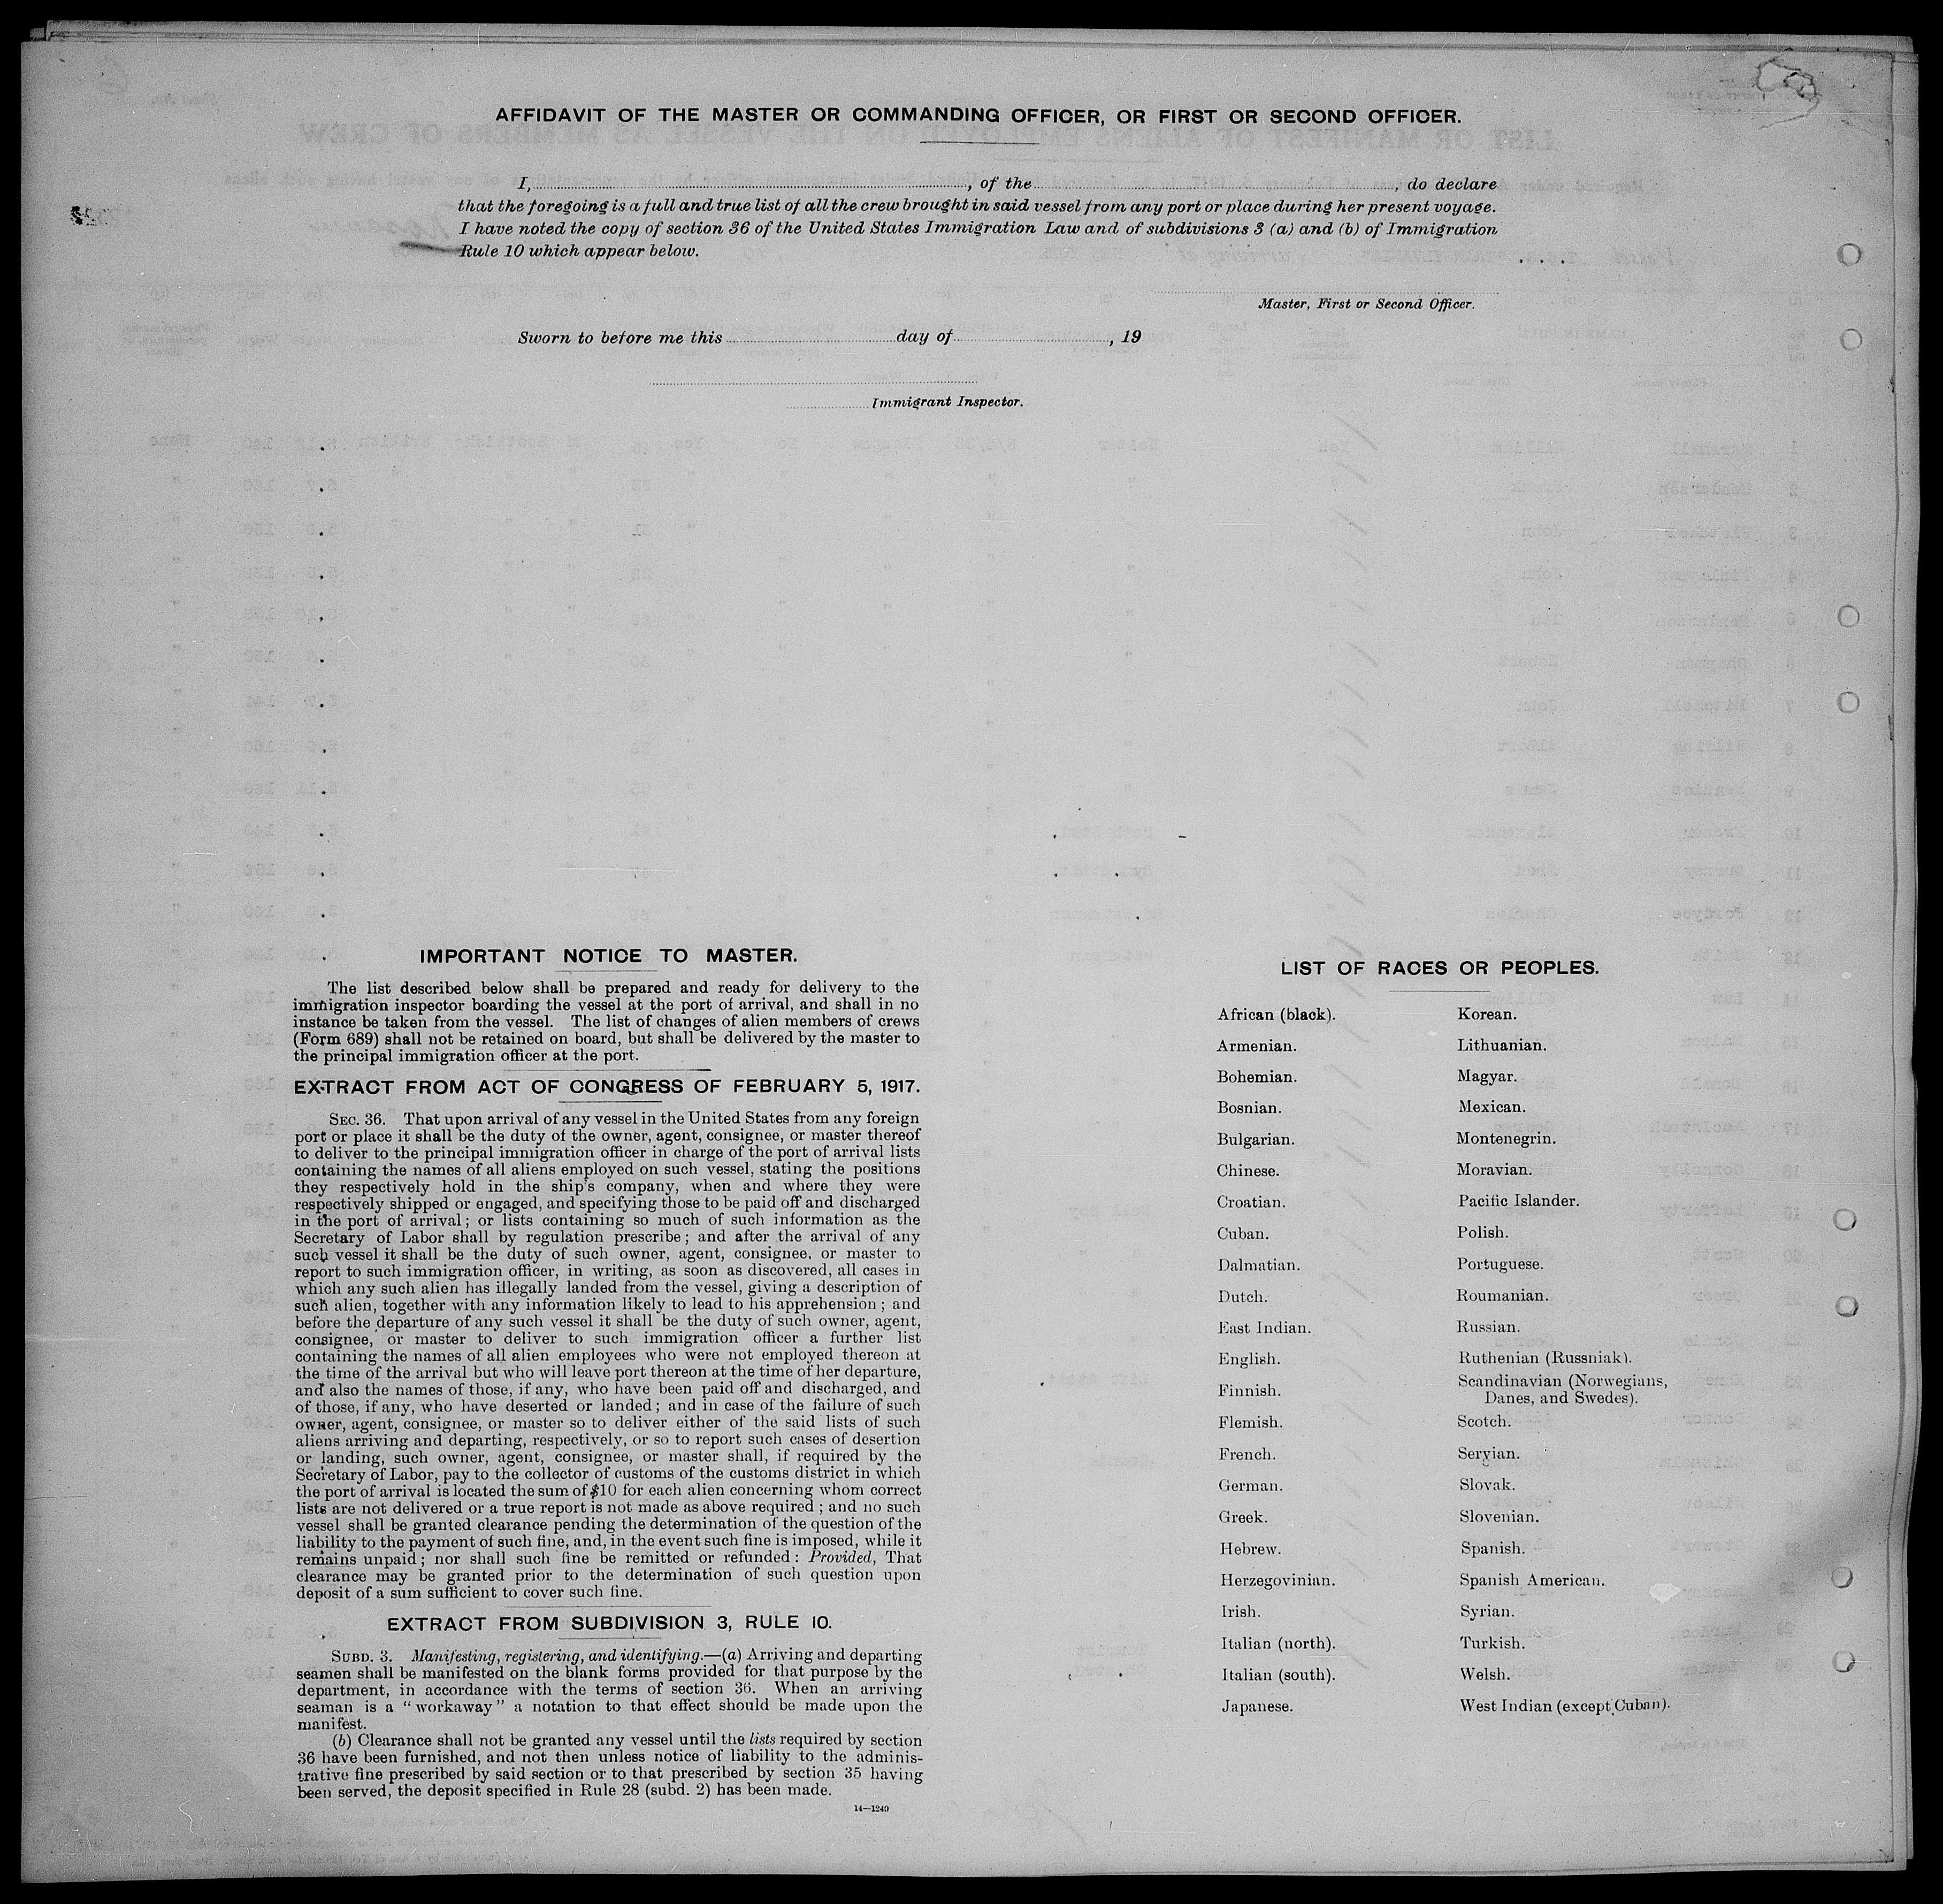 AFFIDAVIT OF THE MASTER OR COMMANDING OFFICER, OR FIRST OR SECOND OFFICER.
I, , of the , do declare
that the foregoing is a full and true list of all the crew brought in said vessel from any port or place during her present voyage.
I have noted the copy of section 36 of the United States Immigration Law and of subdivisions 3 (a) and (b) of Immigration
Rule 10 which appear below.
Master, First or Second Officer.
Sworn to before me this day of , 19
Immigrant Inspector.
IMPORTANT NOTICE TO MASTER.
The list described below shall be prepared and ready for delivery to the
immigration inspector boarding the vessel at the port of arrival, and shall in no
instance be taken from the vessel. The list of changes of alien members of crews
(Form 689) shall not be retained on board, but shall be delivered by the master to
the principal immigration officer at the port.
EXTRACT FROM ACT OF CONGRESS OF FEBRUARY 5, 1917.
SEC. 36. That upon arrival of any vessel in the United States from any foreign
port or place it shall be the duty of the owner, agent, consignee, or master thereof
to deliver to the principal immigration officer in charge of the port of arrival lists
containing the names of all aliens employed on such vessel, stating the positions
they respectively hold in the ship's company, when and where they were
respectively shipped or engaged, and specifying those to be paid off and discharged
in the port of arrival; or lists containing so much of such information as the
Secretary of Labor shall by regulation prescribe; and after the arrival of any
such vessel it shall be the duty of such owner, agent, consignee, or master to
report to such immigration officer, in writing, as soon as discovered, all cases in
which any such alien has illegally landed from the vessel, giving a description of
such alien, together with any information likely to lead to his apprehension; and
before the departure of any such vessel it shall be the duty of such owner, agent,
consignee, or master to deliver to such immigration officer a further list
containing the names of all alien employees who were not employed thereon at
the time of the arrival but who will leave port thereon at the time of her departure,
and also the names of those, if any, who have been paid off and discharged, and
of those, if any, who have deserted or landed; and in case of the failure of such
owner, agent, consignee, or master so to deliver either of the said lists of such
aliens arriving and departing, respectively, or so to report such cases of desertion
or landing, such owner, agent, consignee, or master shall, if required by the
Secretary of Labor, pay to the collector of customs of the customs district in which
the port of arrival is located the sum of $10 for each alien concerning whom correct
lists are not delivered or a true report is not made as above required; and no such
vessel shall be granted clearance pending the determination of the question of the
liability to the payment of such fine, and, in the event such fine is imposed, while it
remains unpaid; nor shall such fine be remitted or refunded: Provided, That
clearance may be granted prior to the determination of such question upon
deposit of a sum sufficient to cover such fine.
EXTRACT FROM SUBDIVISION 3, RULE 10.
SUBD. 3. Manifesting, registering, and identifying.—(a) Arriving and departing
seamen shall be manifested on the blank forms provided for that purpose by the
department, in accordance with the terms of section 36. When an arriving
seaman is a "workaway" a notation to that effect should be made upon the
manifest.
(b) Clearance shall not be granted any vessel until the lists required by section
36 have been furnished, and not then unless notice of liability to the adminis-
trative fine prescribed by said section or to that prescribed by section 35 having
been served, the deposit specified in Rule 28 (subd. 2) has been made.
14—1240
LIST OF RACES OR PEOPLES.
African (black).
Armenian.
Bohemian.
Bosnian.
Bulgarian.
Chinese.
Croatian.
Cuban.
Dalmatian.
Dutch.
East Indian.
English.
Finnish.
Flemish.
French.
German.
Greek.
Hebrew.
Herzegovinian.
Irish.
Italian (north).
Italian (south).
Japanese.
Korean.
Lithuanian.
Magyar.
Mexican.
Montenegrin.
Moravian.
Pacific Islander.
Polish.
Portuguese.
Roumanian.
Russian.
Ruthenian (Russniak).
Scandinavian (Norwegians,
Danes, and Swedes).
Scotch.
Servian.
Slovak.
Slovenian.
Spanish.
Spanish American.
Syrian.
Turkish.
Welsh.
West Indian (except Cuban).